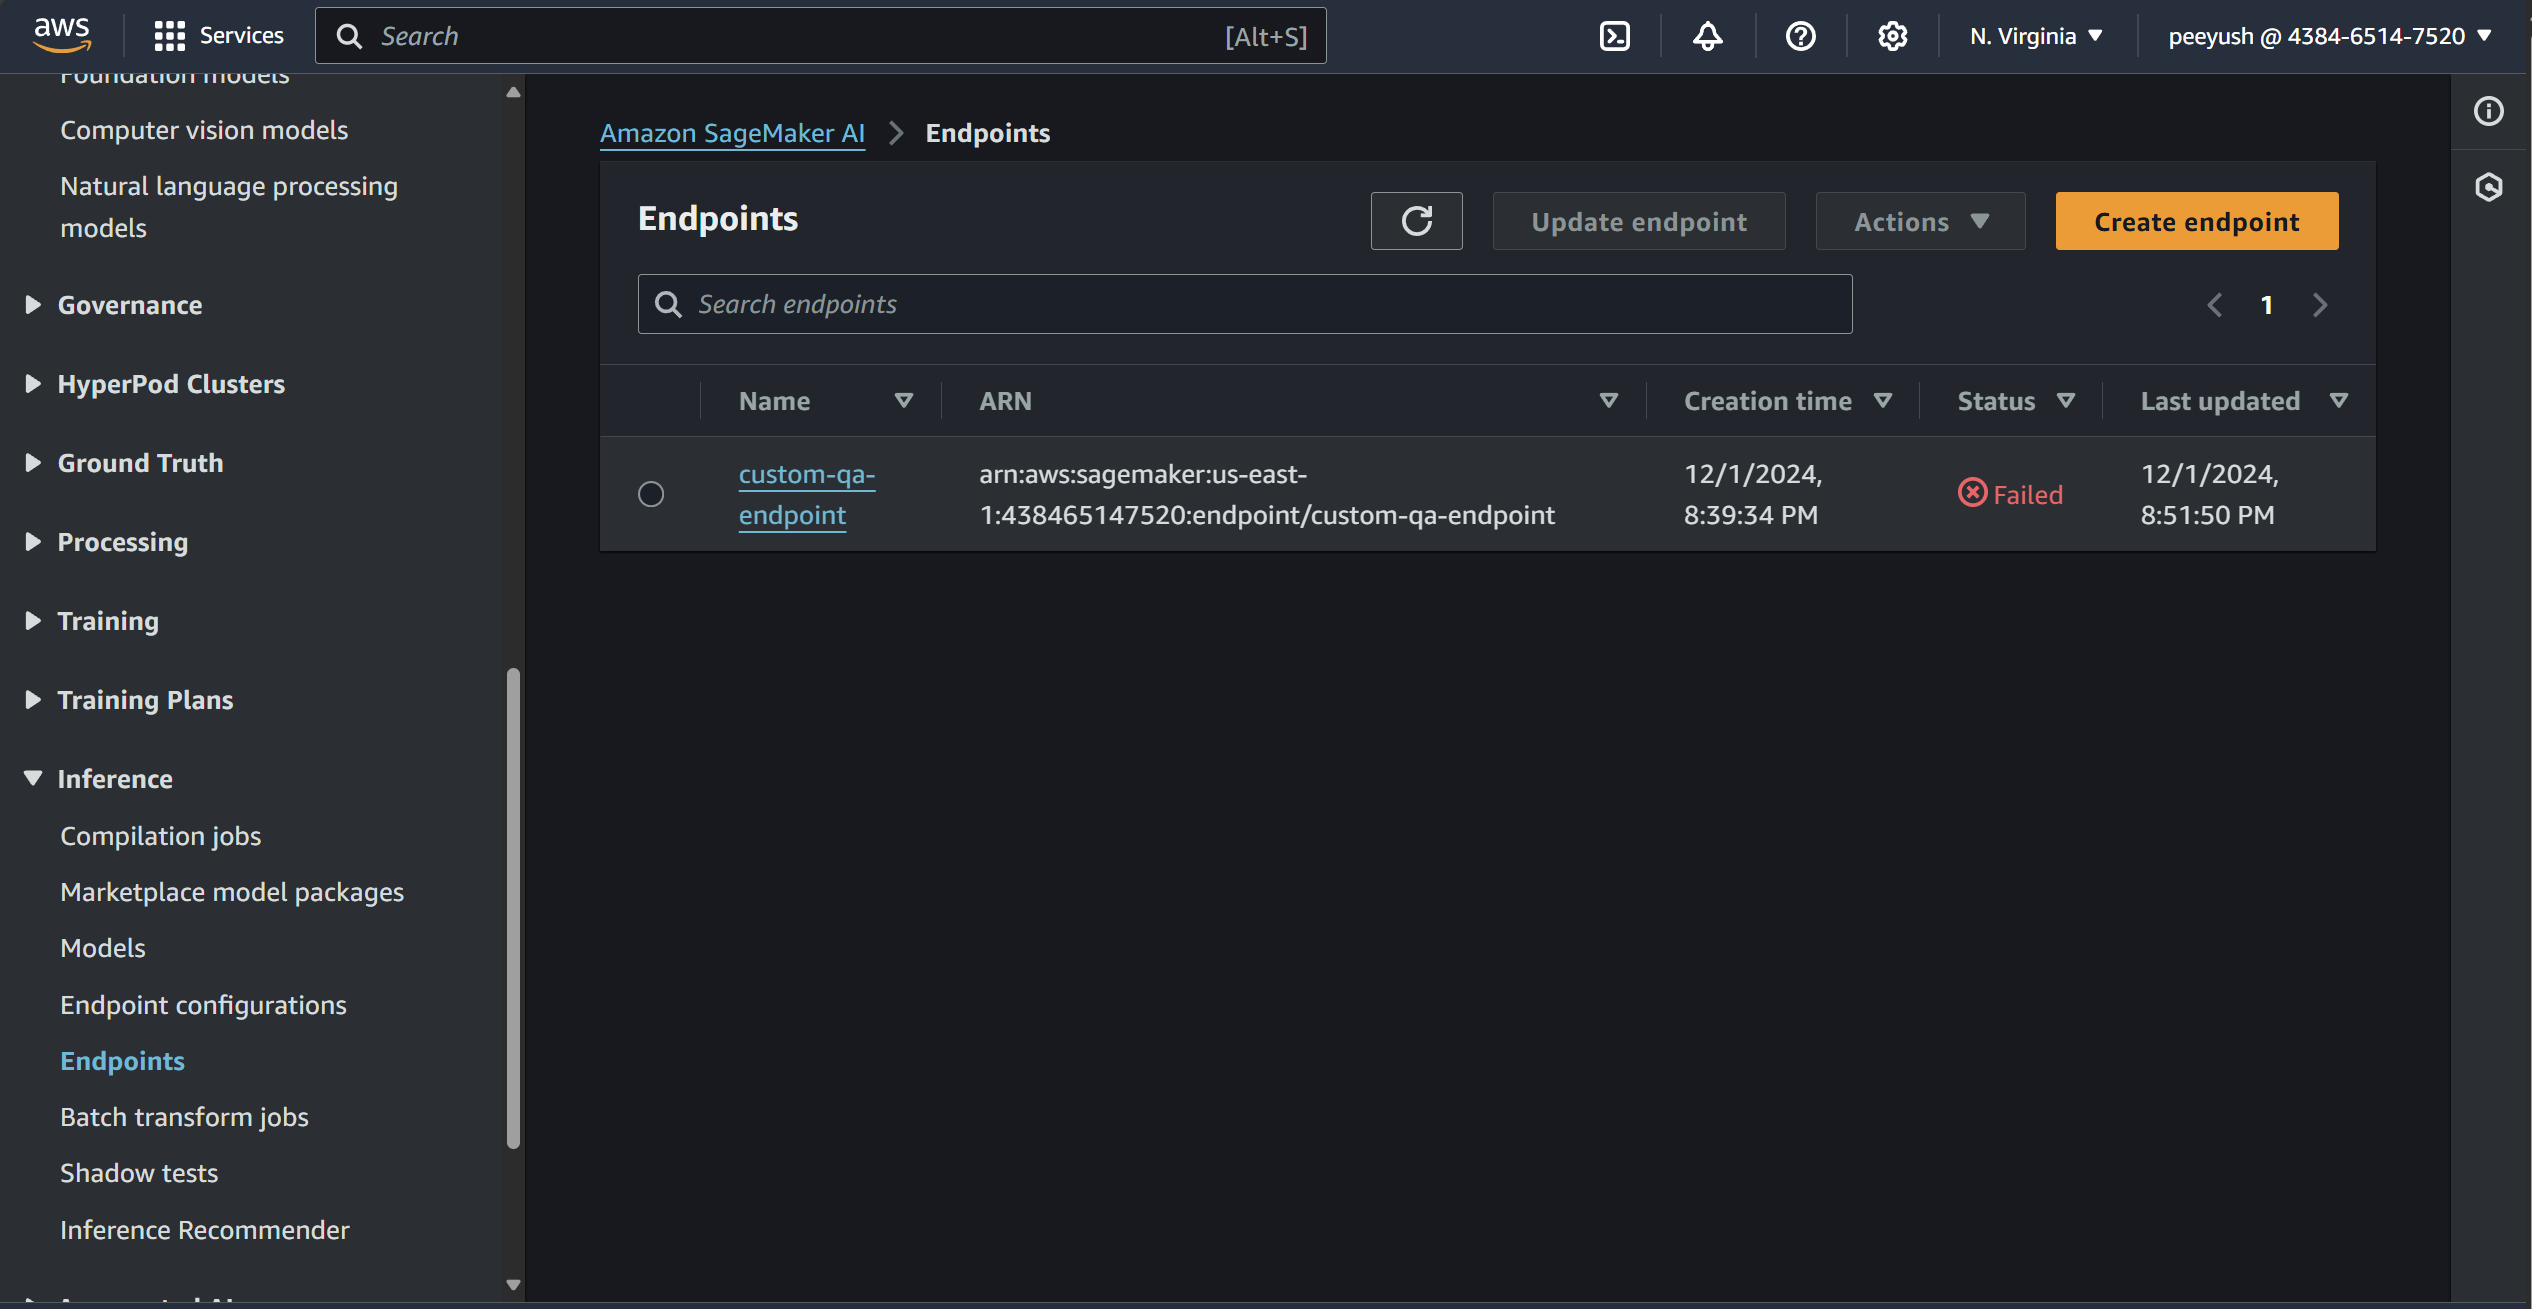 aws
Services
Search
[Alt+S]
N. Virginia
peeyush @ 4384-6514-7520
Foundation models
Computer vision models
Natural language processing
models
Governance
HyperPod Clusters
Ground Truth
Processing
Training
Training Plans
Inference
Compilation jobs
Marketplace model packages
Models
Endpoint configurations
Endpoints
Batch transform jobs
Shadow tests
Inference Recommender
Amazon SageMaker AI
Endpoints
Endpoints
Update endpoint
Actions
Create endpoint
Search endpoints
1
Name
ARN
Creation time
Status
Last updated
custom-qa-
endpoint
arn:aws:sagemaker:us-east-
1:438465147520:endpoint/custom-qa-endpoint
12/1/2024,
8:39:34 PM
Failed
12/1/2024,
8:51:50 PM